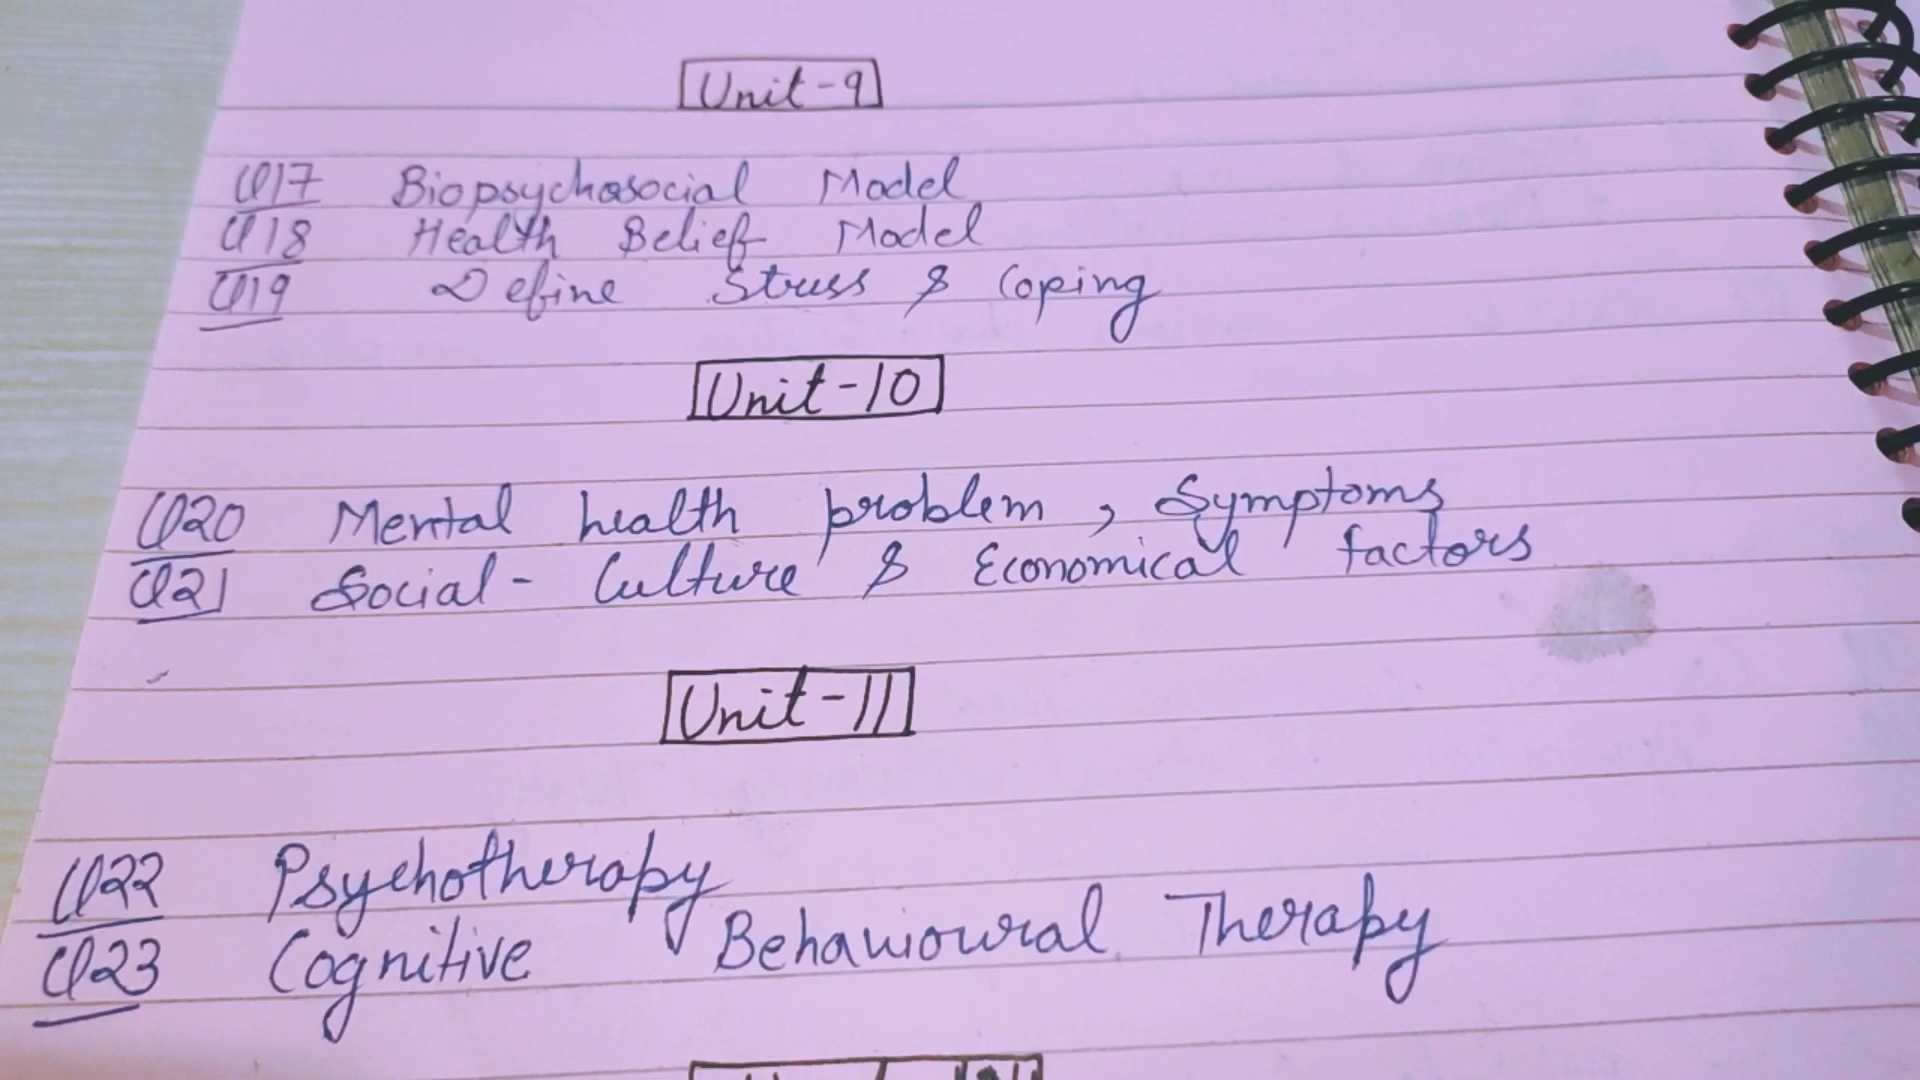 Unit-9
Q17 Biopsychosocial Model
Q18 Health Belief Model
Q19 Define Stress & Coping
Unit-10
Q20 Mental health problem, Symptoms
Q21 Social-Culture & Economical factors
Unit-11
Q22 Psychotherapy
Q23 Cognitive Behavioural Therapy